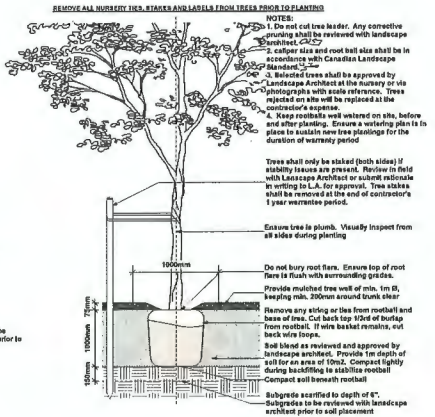 REMOVE ALL NURSERY TIES, STAKES AND LABELS FROM TREES PRIOR TO PLANTING
NOTES:
1. Do not cut tree leader. Any corrective
pruning shall be reviewed with landscape
architect.
2. caliper size and root ball size shall be in
accordance with Canadian Landscape
Standard.
3. Selected trees shall be approved by
Landscape Architect at the nursery or via
photographs with scale reference. Trees
rejected on site will be replaced at the
contractor's expense.
4. Keep rootballs well watered on site, before
and after planting. Ensure a watering plan is in
place to sustain new tree plantings for the
duration of warranty period
Trees shall only be staked (both sides) if
stability issues are present. Review in field
with Lanscape Architect or submit rationale
in writing to L.A. for approval. Tree stakes
shall be removed at the end of contractor's
1 year warrantee period.
Ensure tree is plumb. Visually inspect from
all sides during planting
1000mm
Do not bury root flare. Ensure top of root
flare is flush with surrounding grades.
Provide mulched tree well of min. 1m Ø,
keeping min. 200mm around trunk clear
75mm
Remove any string or ties from rootball and
base of tree. Cut back top 1/3rd of burlap
from rootball. If wire basket remains, cut
back wire loops.
rior to
1000mm
Soil blend as reviewed and approved by
landscape architect. Provide 1m depth of
soil for an area of 10m2. Compact lightly
during backfilling to stabilize rootball
Compact soil beneath rootball
150mm
Subgrade scarified to depth of 6".
Subgrades to be reviewed with landscape
architect prior to soil placement